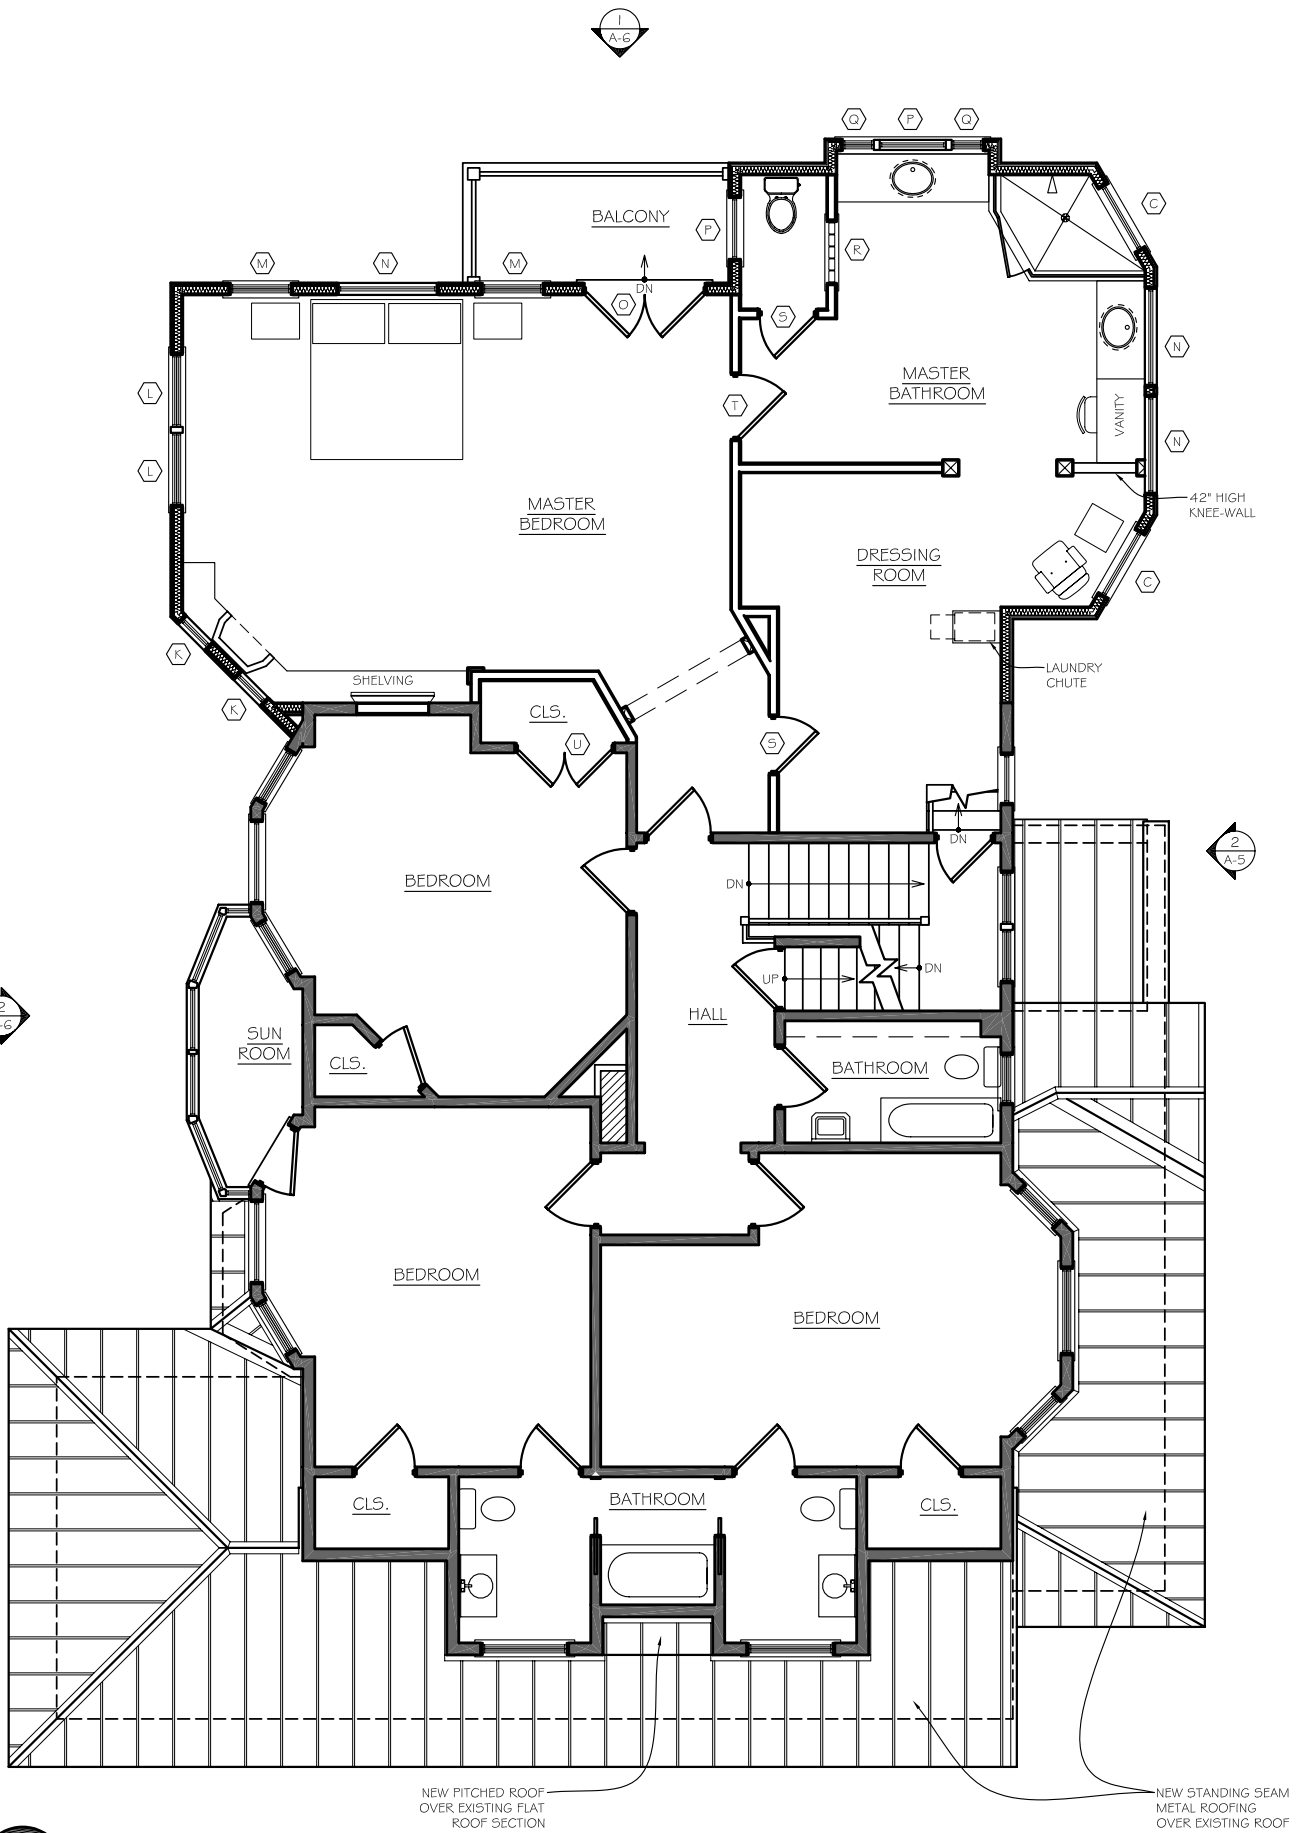 1
A-6
Q
P
Q
C
BALCONY
P
R
M
N
M
O
DN
S
N
L
MASTER
BATHROOM
T
VANITY
N
L
MASTER
BEDROOM
42" HIGH
KNEE-WALL
DRESSING
ROOM
C
K
LAUNDRY
CHUTE
SHELVING
K
CLS.
U
S
DN
2
A-5
BEDROOM
DN
UP
DN
2
-6
HALL
SUN
ROOM
CLS.
BATHROOM
BEDROOM
BEDROOM
CLS.
BATHROOM
CLS.
NEW PITCHED ROOF
OVER EXISTING FLAT
ROOF SECTION
NEW STANDING SEAM
METAL ROOFING
OVER EXISTING ROOF